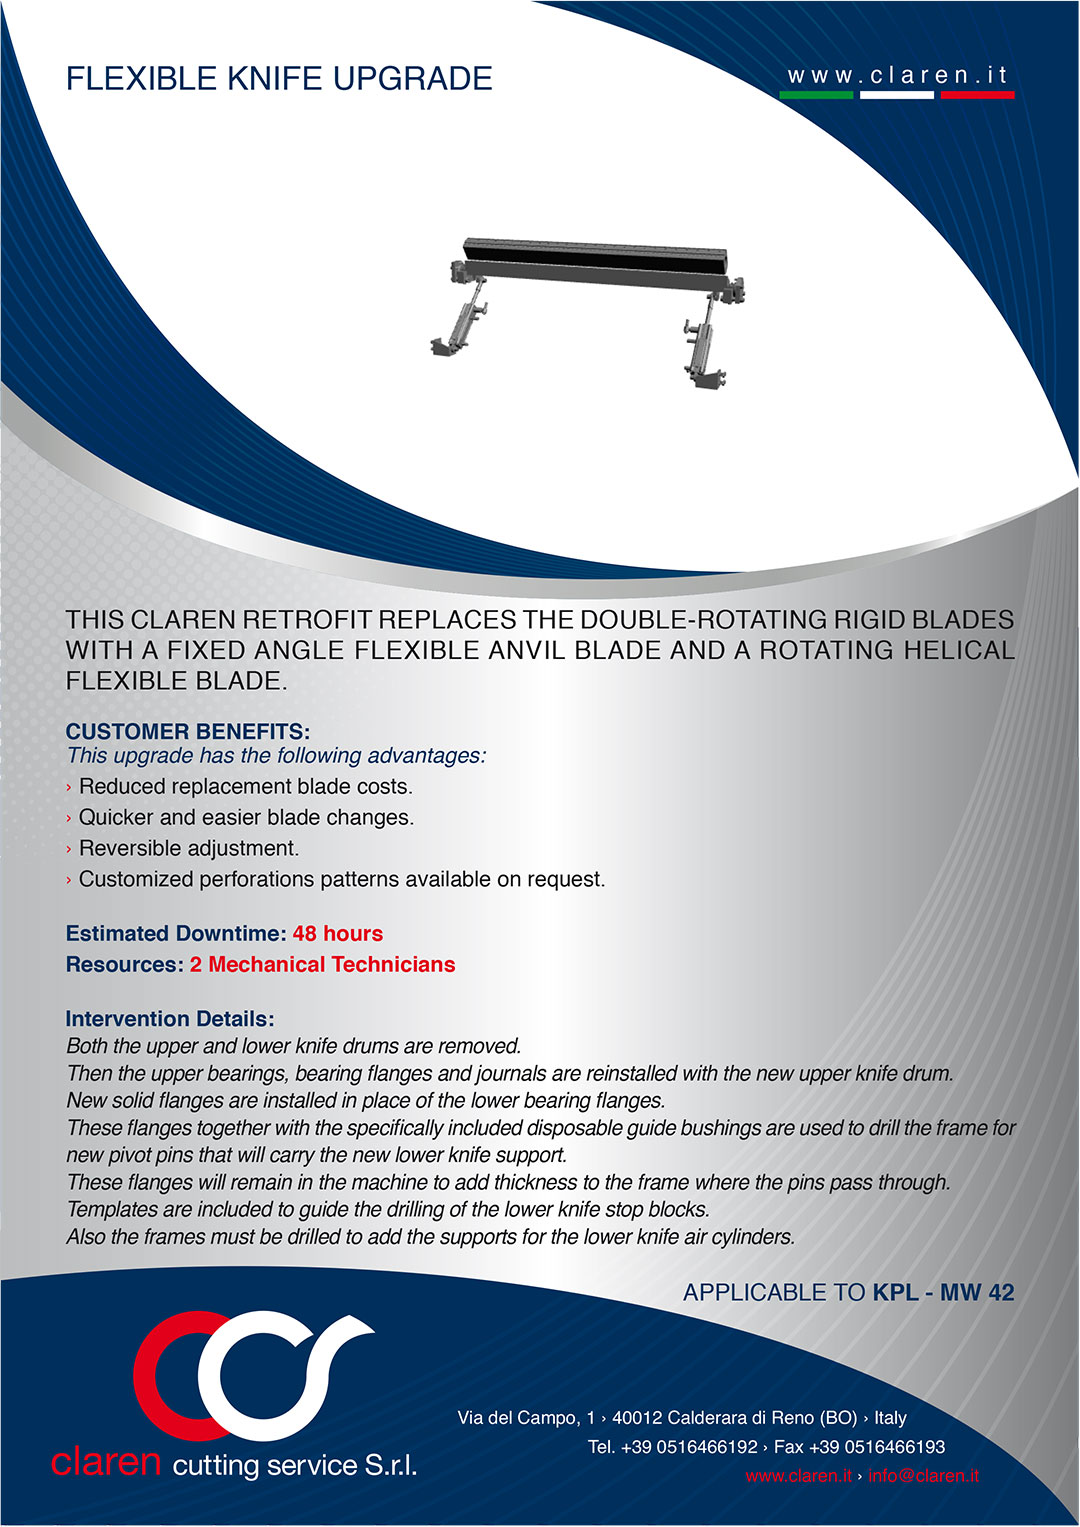 FLEXIBLE KNIFE UPGRADE
www.claren.it
THIS CLAREN RETROFIT REPLACES THE DOUBLE-ROTATING RIGID BLADES
WITH A FIXED ANGLE FLEXIBLE ANVIL BLADE AND A ROTATING HELICAL
FLEXIBLE BLADE.
CUSTOMER BENEFITS:
This upgrade has the following advantages:
› Reduced replacement blade costs.
› Quicker and easier blade changes.
› Reversible adjustment.
› Customized perforations patterns available on request.
Estimated Downtime: 48 hours
Resources: 2 Mechanical Technicians
Intervention Details:
Both the upper and lower knife drums are removed.
Then the upper bearings, bearing flanges and journals are reinstalled with the new upper knife drum.
New solid flanges are installed in place of the lower bearing flanges.
These flanges together with the specifically included disposable guide bushings are used to drill the frame for
new pivot pins that will carry the new lower knife support.
These flanges will remain in the machine to add thickness to the frame where the pins pass through.
Templates are included to guide the drilling of the lower knife stop blocks.
Also the frames must be drilled to add the supports for the lower knife air cylinders.
APPLICABLE TO KPL - MW 42
claren cutting service S.r.l.
Via del Campo, 1 › 40012 Calderara di Reno (BO) › Italy
Tel. +39 0516466192 › Fax +39 0516466193
www.claren.it › info@claren.it